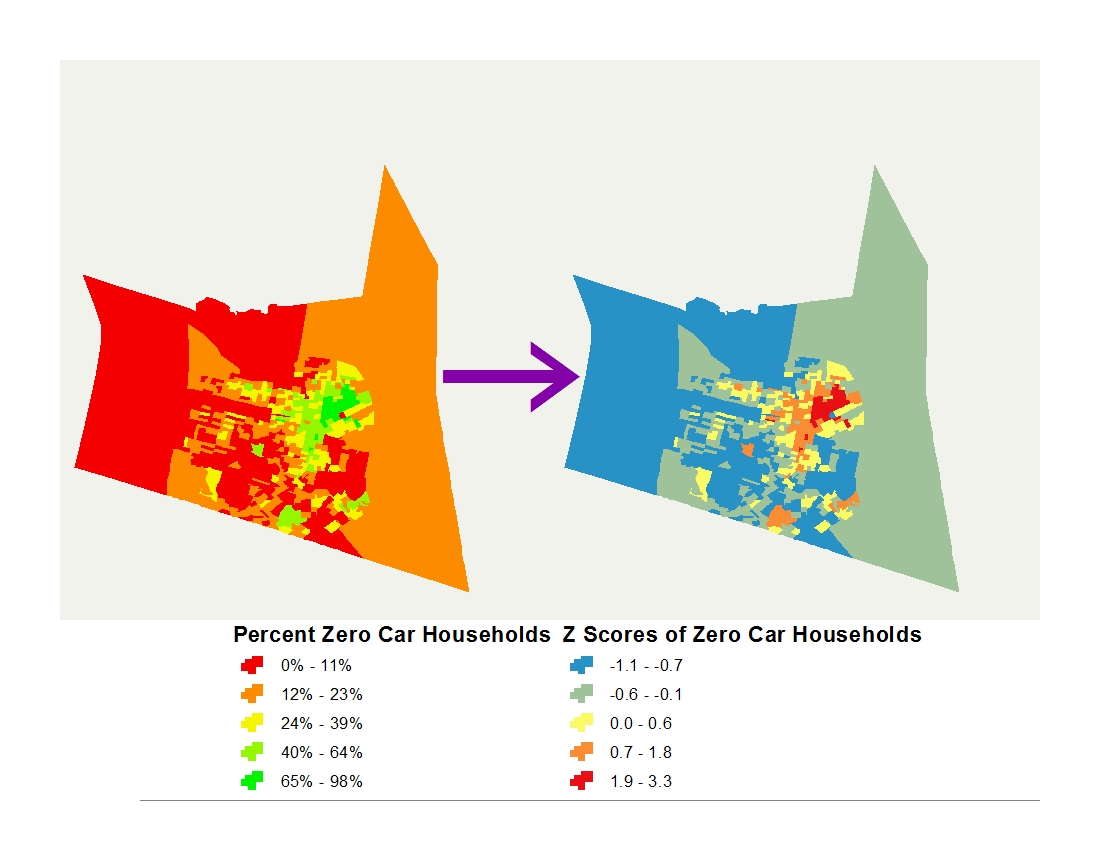 Percent Zero Car Households
0% - 11%
12% - 23%
24% - 39%
40% - 64%
65% - 98%
Z Scores of Zero Car Households
-1.1 - -0.7
-0.6 - -0.1
0.0 - 0.6
0.7 - 1.8
1.9 - 3.3